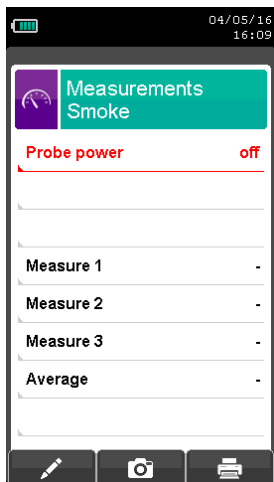 04/05/16
16:09
Measurements
Smoke
Probe power off
Measure 1 -
Measure 2 -
Measure 3 -
Average -